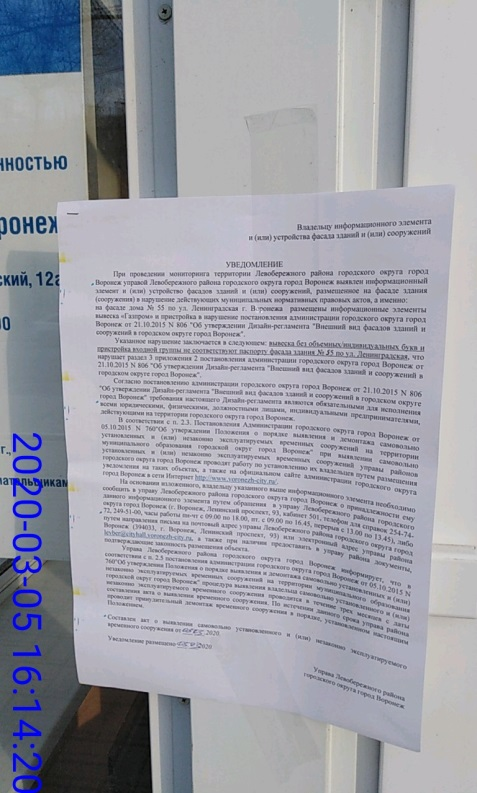 нностью
ронеж
ский, 12а
00
г.,
мательникам
2020-03-05 16:14:20
Владельцу информационного элемента
и (или) устройства фасада зданий и (или) сооружений
УВЕДОМЛЕНИЕ
При проведении мониторинга территории Левобережного района городского округа город
Воронеж управой Левобережного района городского округа город Воронеж выявлен информационный
элемент и (или) устройство фасадов зданий и (или) сооружений, размещенное на фасаде здания
(сооружения) в нарушение действующих муниципальных нормативных правовых актов, а именно:
на фасаде дома № 55 по ул. Ленинградская г. Воронежа размещены информационные элементы
вывеска «Газпром» и пристройка в нарушение постановления администрации городского округа город
Воронеж от 21.10.2015 N 806 "Об утверждении Дизайн-регламента "Внешний вид фасадов зданий и
сооружений в городском округе город Воронеж".
Указанное нарушение заключается в следующем: вывеска без объемных/индивидуальных букв и
пристройка входной группы не соответствуют паспорту фасада здания № 55 по ул. Ленинградская, что
нарушает раздел 3 приложения 2 постановления администрации городского округа город Воронеж от
21.10.2015 N 806 "Об утверждении Дизайн-регламента "Внешний вид фасадов зданий и сооружений в
городском округе город Воронеж".
Согласно постановлению администрации городского округа город Воронеж от 21.10.2015 N 806
"Об утверждении Дизайн-регламента "Внешний вид фасадов зданий и сооружений в городском округе
город Воронеж" требования настоящего Дизайн-регламента являются обязательными для исполнения
всеми юридическими, физическими, должностными лицами, индивидуальными предпринимателями,
действующими на территории городского округа город Воронеж.
В соответствии с п. 2.3. Постановления Администрации городского округа город Воронеж от
05.10.2015 N 760"Об утверждении Положения о порядке выявления и демонтажа самовольно
установленных и (или) незаконно эксплуатируемых временных сооружений на территории
муниципального образования городской округ город Воронеж" при выявлении самовольно
установленных и (или) незаконно эксплуатируемых временных сооружений управы районов
городского округа город Воронеж проводят работу по установлению их владельцев путем размещения
уведомления на таких объектах, а также на официальном сайте администрации городского округа
город Воронеж в сети Интернет http://www.voronezh-city.ru/.
На основании изложенного, владельцу указанного выше информационного элемента необходимо
сообщить в управу Левобережного района городского округа город Воронеж о принадлежности ему
данного информационного элемента путем обращения в управу Левобережного района городского
округа город Воронеж (г. Воронеж, Ленинский проспект, 93, кабинет 501, телефон для справок 254-74-
72, 249-51-00, часы работы пн-чт с 09.00 по 18.00, пт. с 09.00 по 16.45, перерыв с 13.00 по 13.45), либо
путем направления письма на почтовый адрес управы Левобережного района городского округа город
Воронеж (394033, г. Воронеж, Ленинский проспект, 93) или электронный адрес управы района
levber@cityhall.voronezh-city.ru, а также при наличии предоставить в управу района документы,
подтверждающие законность размещения объекта.
Управа Левобережного района городского округа город Воронеж информирует, что в
соответствии с п. 2.5 постановления администрации городского округа город Воронеж от 05.10.2015 N
760"Об утверждении Положения о порядке выявления и демонтажа самовольно установленных и (или)
незаконно эксплуатируемых временных сооружений на территории муниципального образования
городской округ город Воронеж" процедура выявления владельца самовольно установленного и (или)
незаконно эксплуатируемого временного сооружения проводится в течение трех месяцев с даты
составления акта о выявлении временного сооружения. По истечении данного срока управа района
проводит принудительный демонтаж временного сооружения в порядке, установленном настоящим
Положением.
* Составлен акт о выявления самовольно установленного и (или) незаконно эксплуатируемого
временного сооружения от 2020.
Уведомление размещено 2020
Управа Левобережного района
городского округа город Воронеж